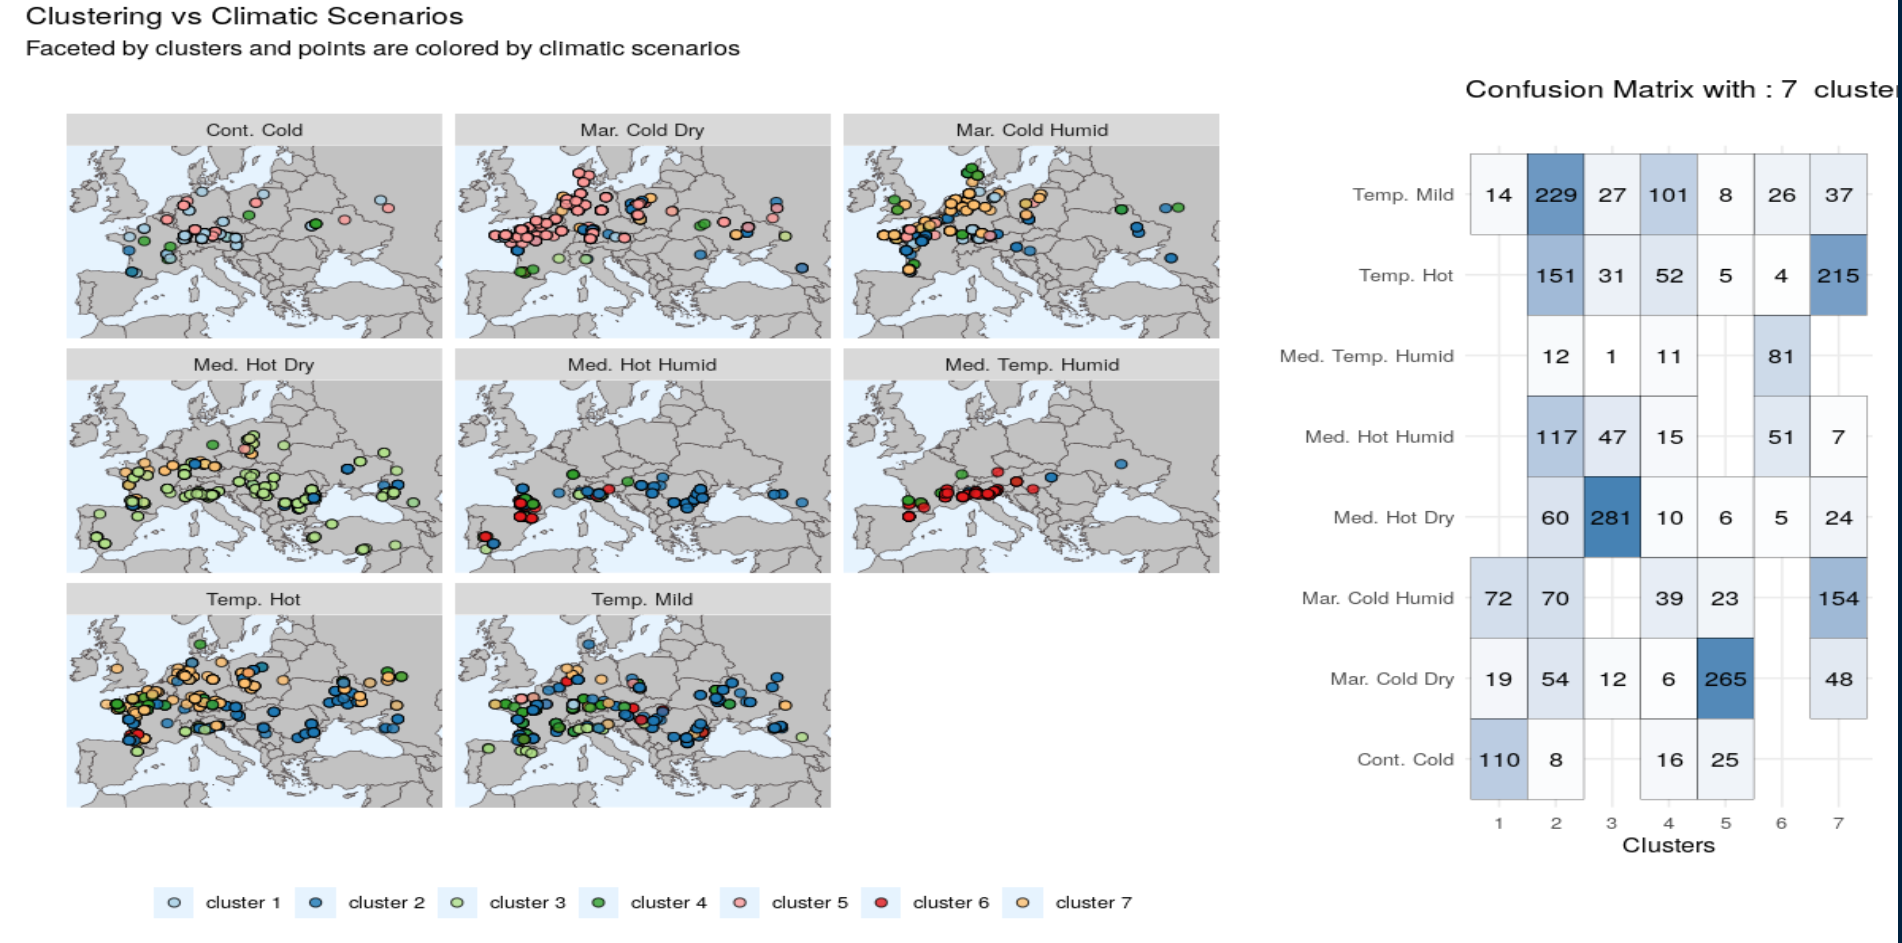 Clustering vs Climatic Scenarios
Faceted by clusters and points are colored by climatic scenarios
Cont. Cold
Mar. Cold Dry
Mar. Cold Humid
Med. Hot Dry
Med. Hot Humid
Med. Temp. Humid
Temp. Hot
Temp. Mild
cluster 1 cluster 2 cluster 3 cluster 4 cluster 5 cluster 6 cluster 7
Confusion Matrix with : 7 cluster
Temp. Mild 14 229 27 101 8 26 37
Temp. Hot 151 31 52 5 4 215
Med. Temp. Humid 12 1 11 81
Med. Hot Humid 117 47 15 51 7
Med. Hot Dry 60 281 10 6 5 24
Mar. Cold Humid 72 70 39 23 154
Mar. Cold Dry 19 54 12 6 265 48
Cont. Cold 110 8 16 25
1 2 3 4 5 6 7
Clusters